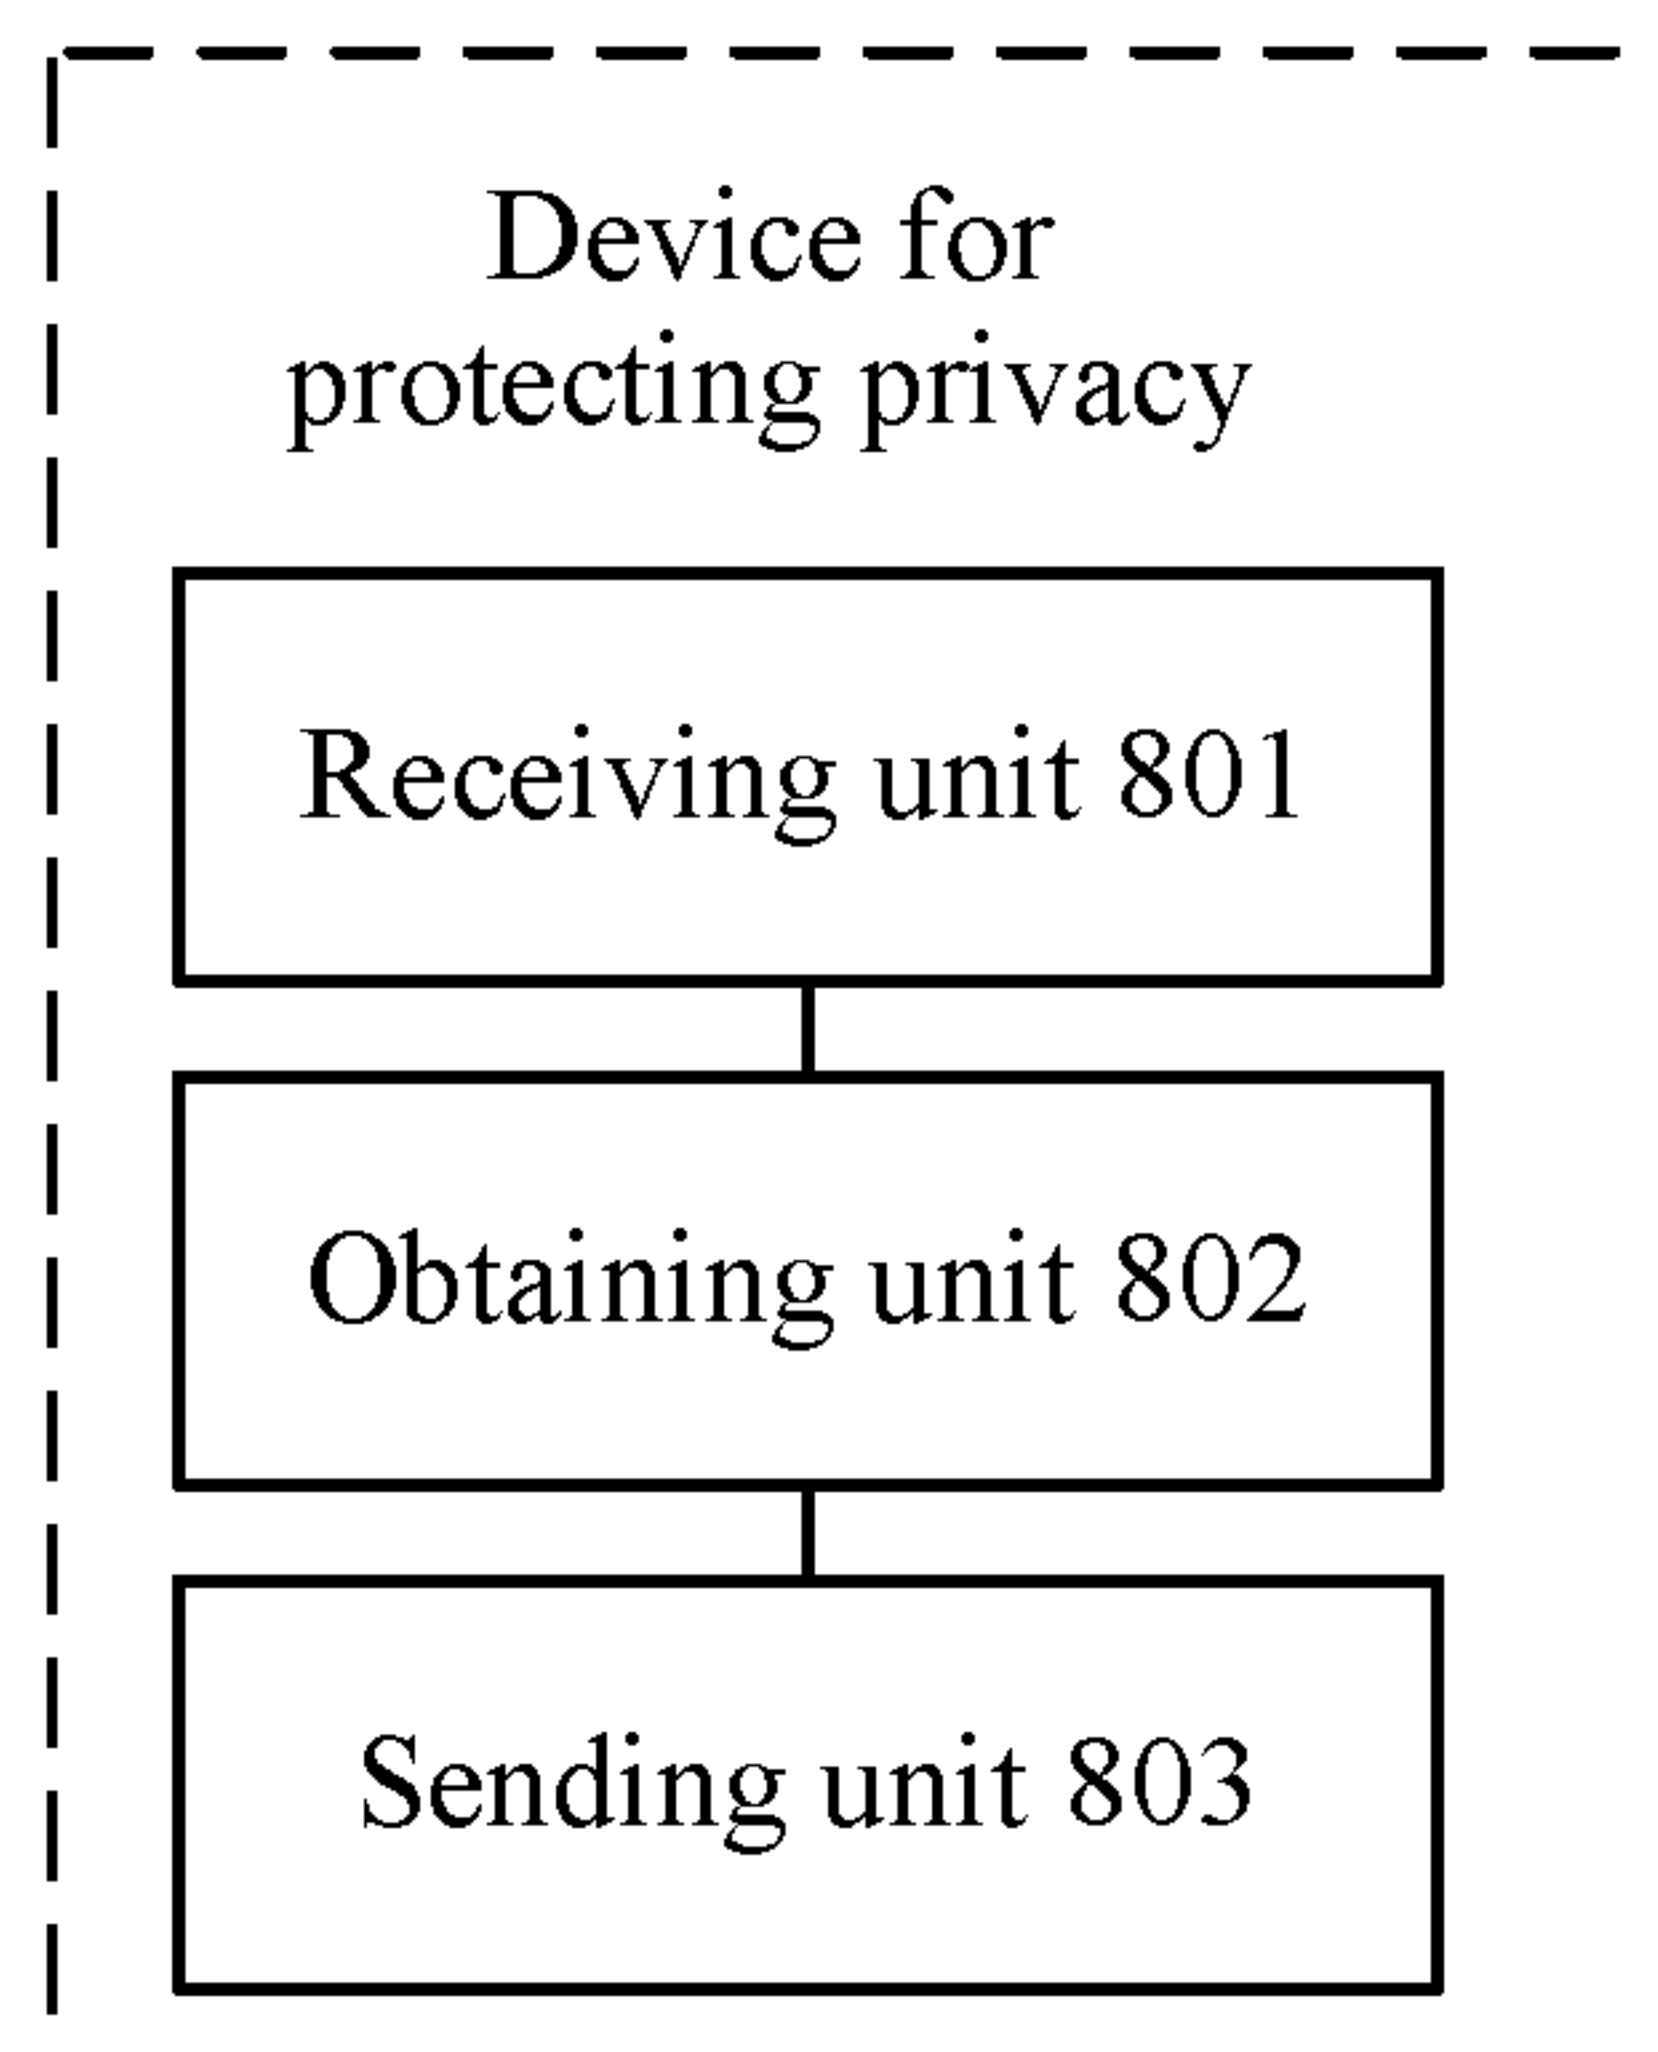 Device for
protecting privacy
Receiving unit 801
Obtaining unit 802
Sending unit 803